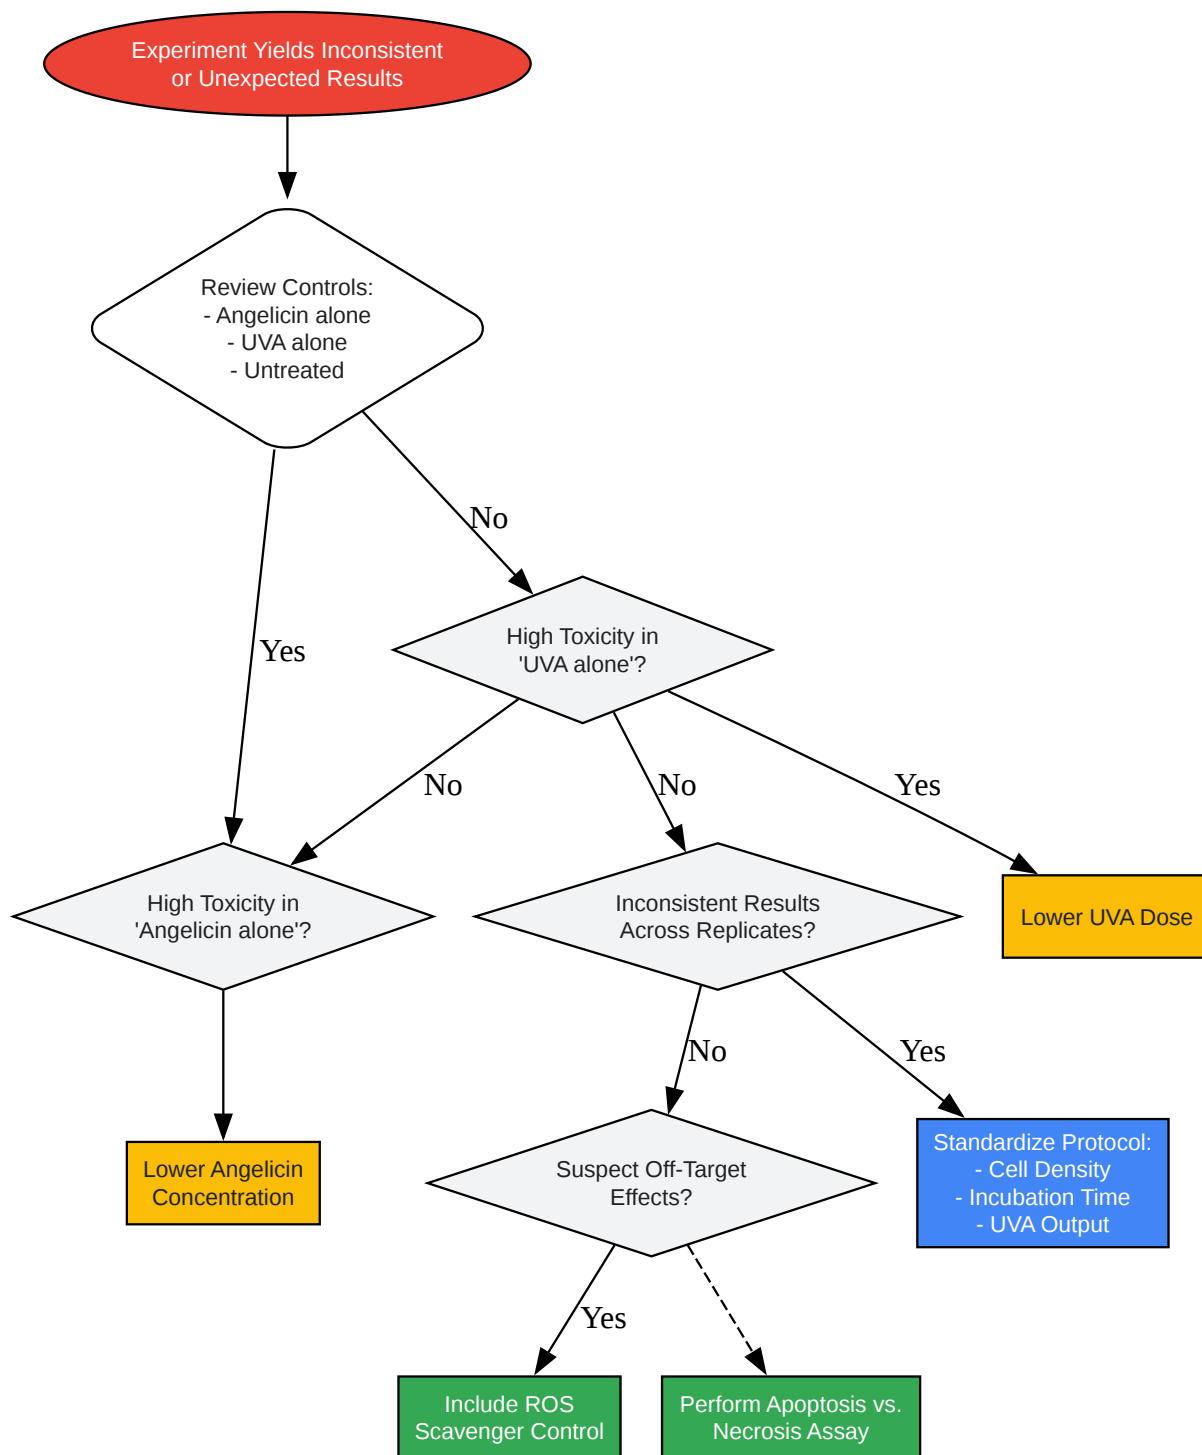 Experiment Yields Inconsistent
or Unexpected Results
Review Controls:
- Angelicin alone
- UVA alone
- Untreated
No
Yes
High Toxicity in
'UVA alone'?
No
No
Yes
High Toxicity in
'Angelicin alone'?
Inconsistent Results
Across Replicates?
Lower UVA Dose
No
Yes
Lower Angelicin
Concentration
Suspect Off-Target
Effects?
Standardize Protocol:
- Cell Density
- Incubation Time
- UVA Output
Yes
Include ROS
Scavenger Control
Perform Apoptosis vs.
Necrosis Assay